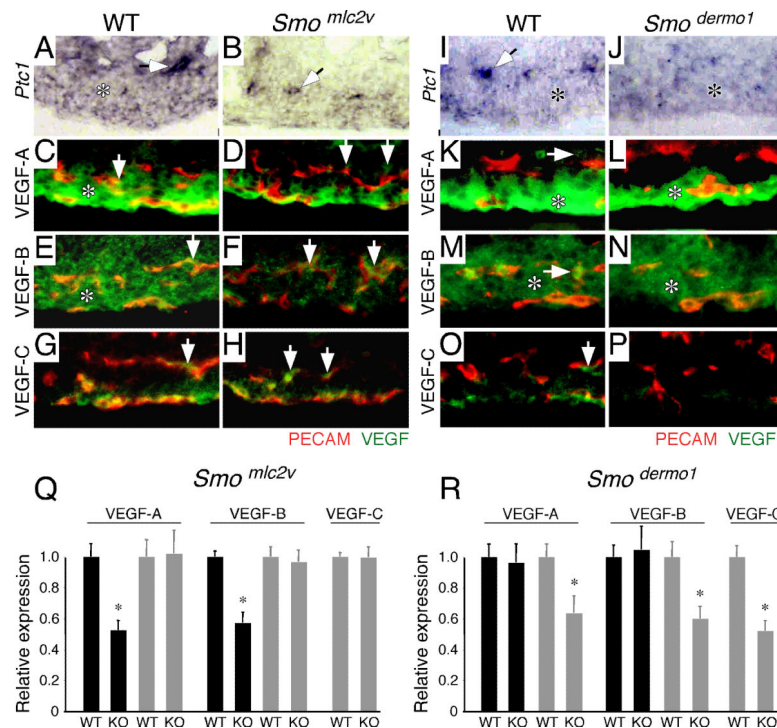 WT Smo mlc2v WT Smo dermo1
Ptc1 A * B Ptc1 I * J *
VEGF-A C * D VEGF-A K * L *
VEGF-B E * F VEGF-B M * N *
VEGF-C G H VEGF-C O P
PECAM VEGF PECAM VEGF
Q Smo mlc2v R Smo dermo1
VEGF-A VEGF-B VEGF-C VEGF-A VEGF-B VEGF-C
Relative expression Relative expression
1.0 1.0
0.8 0.8
0.6 0.6
0.4 0.4
0.2 0.2
0 0
* * * * *
WT KO WT KO WT KO WT KO WT KO WT KO WT KO WT KO WT KO WT KO